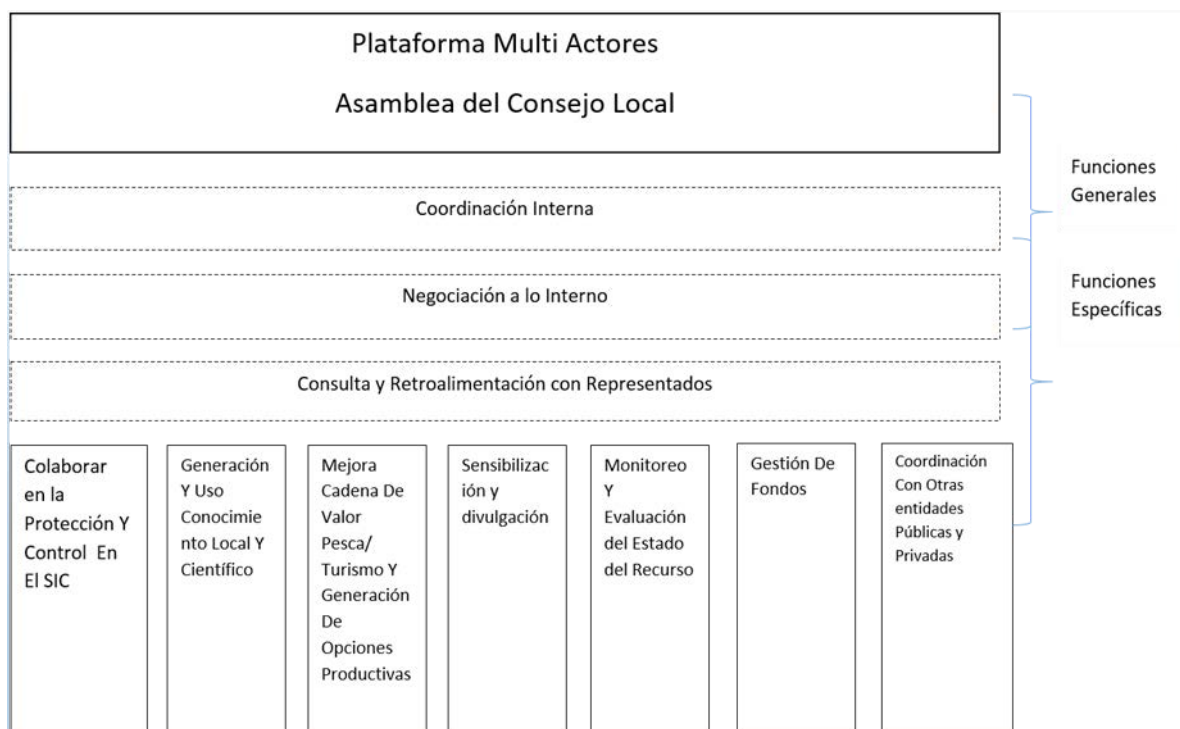 Plataforma Multi Actores
Asamblea del Consejo Local
Funciones
Generales
Coordinación Interna
Negociación a lo Interno
Funciones
Específicas
Consulta y Retroalimentación con Representados
Colaborar
en la
Protección Y
Control En
El SIC
Generación
Y Uso
Conocimie
nto Local Y
Científico
Mejora
Cadena De
Valor
Pesca/
Turismo Y
Generación
De
Opciones
Productivas
Sensibilizac
ión y
divulgación
Monitoreo
Y
Evaluación
del Estado
del Recurso
Gestión De
Fondos
Coordinación
Con Otras
entidades
Públicas y
Privadas